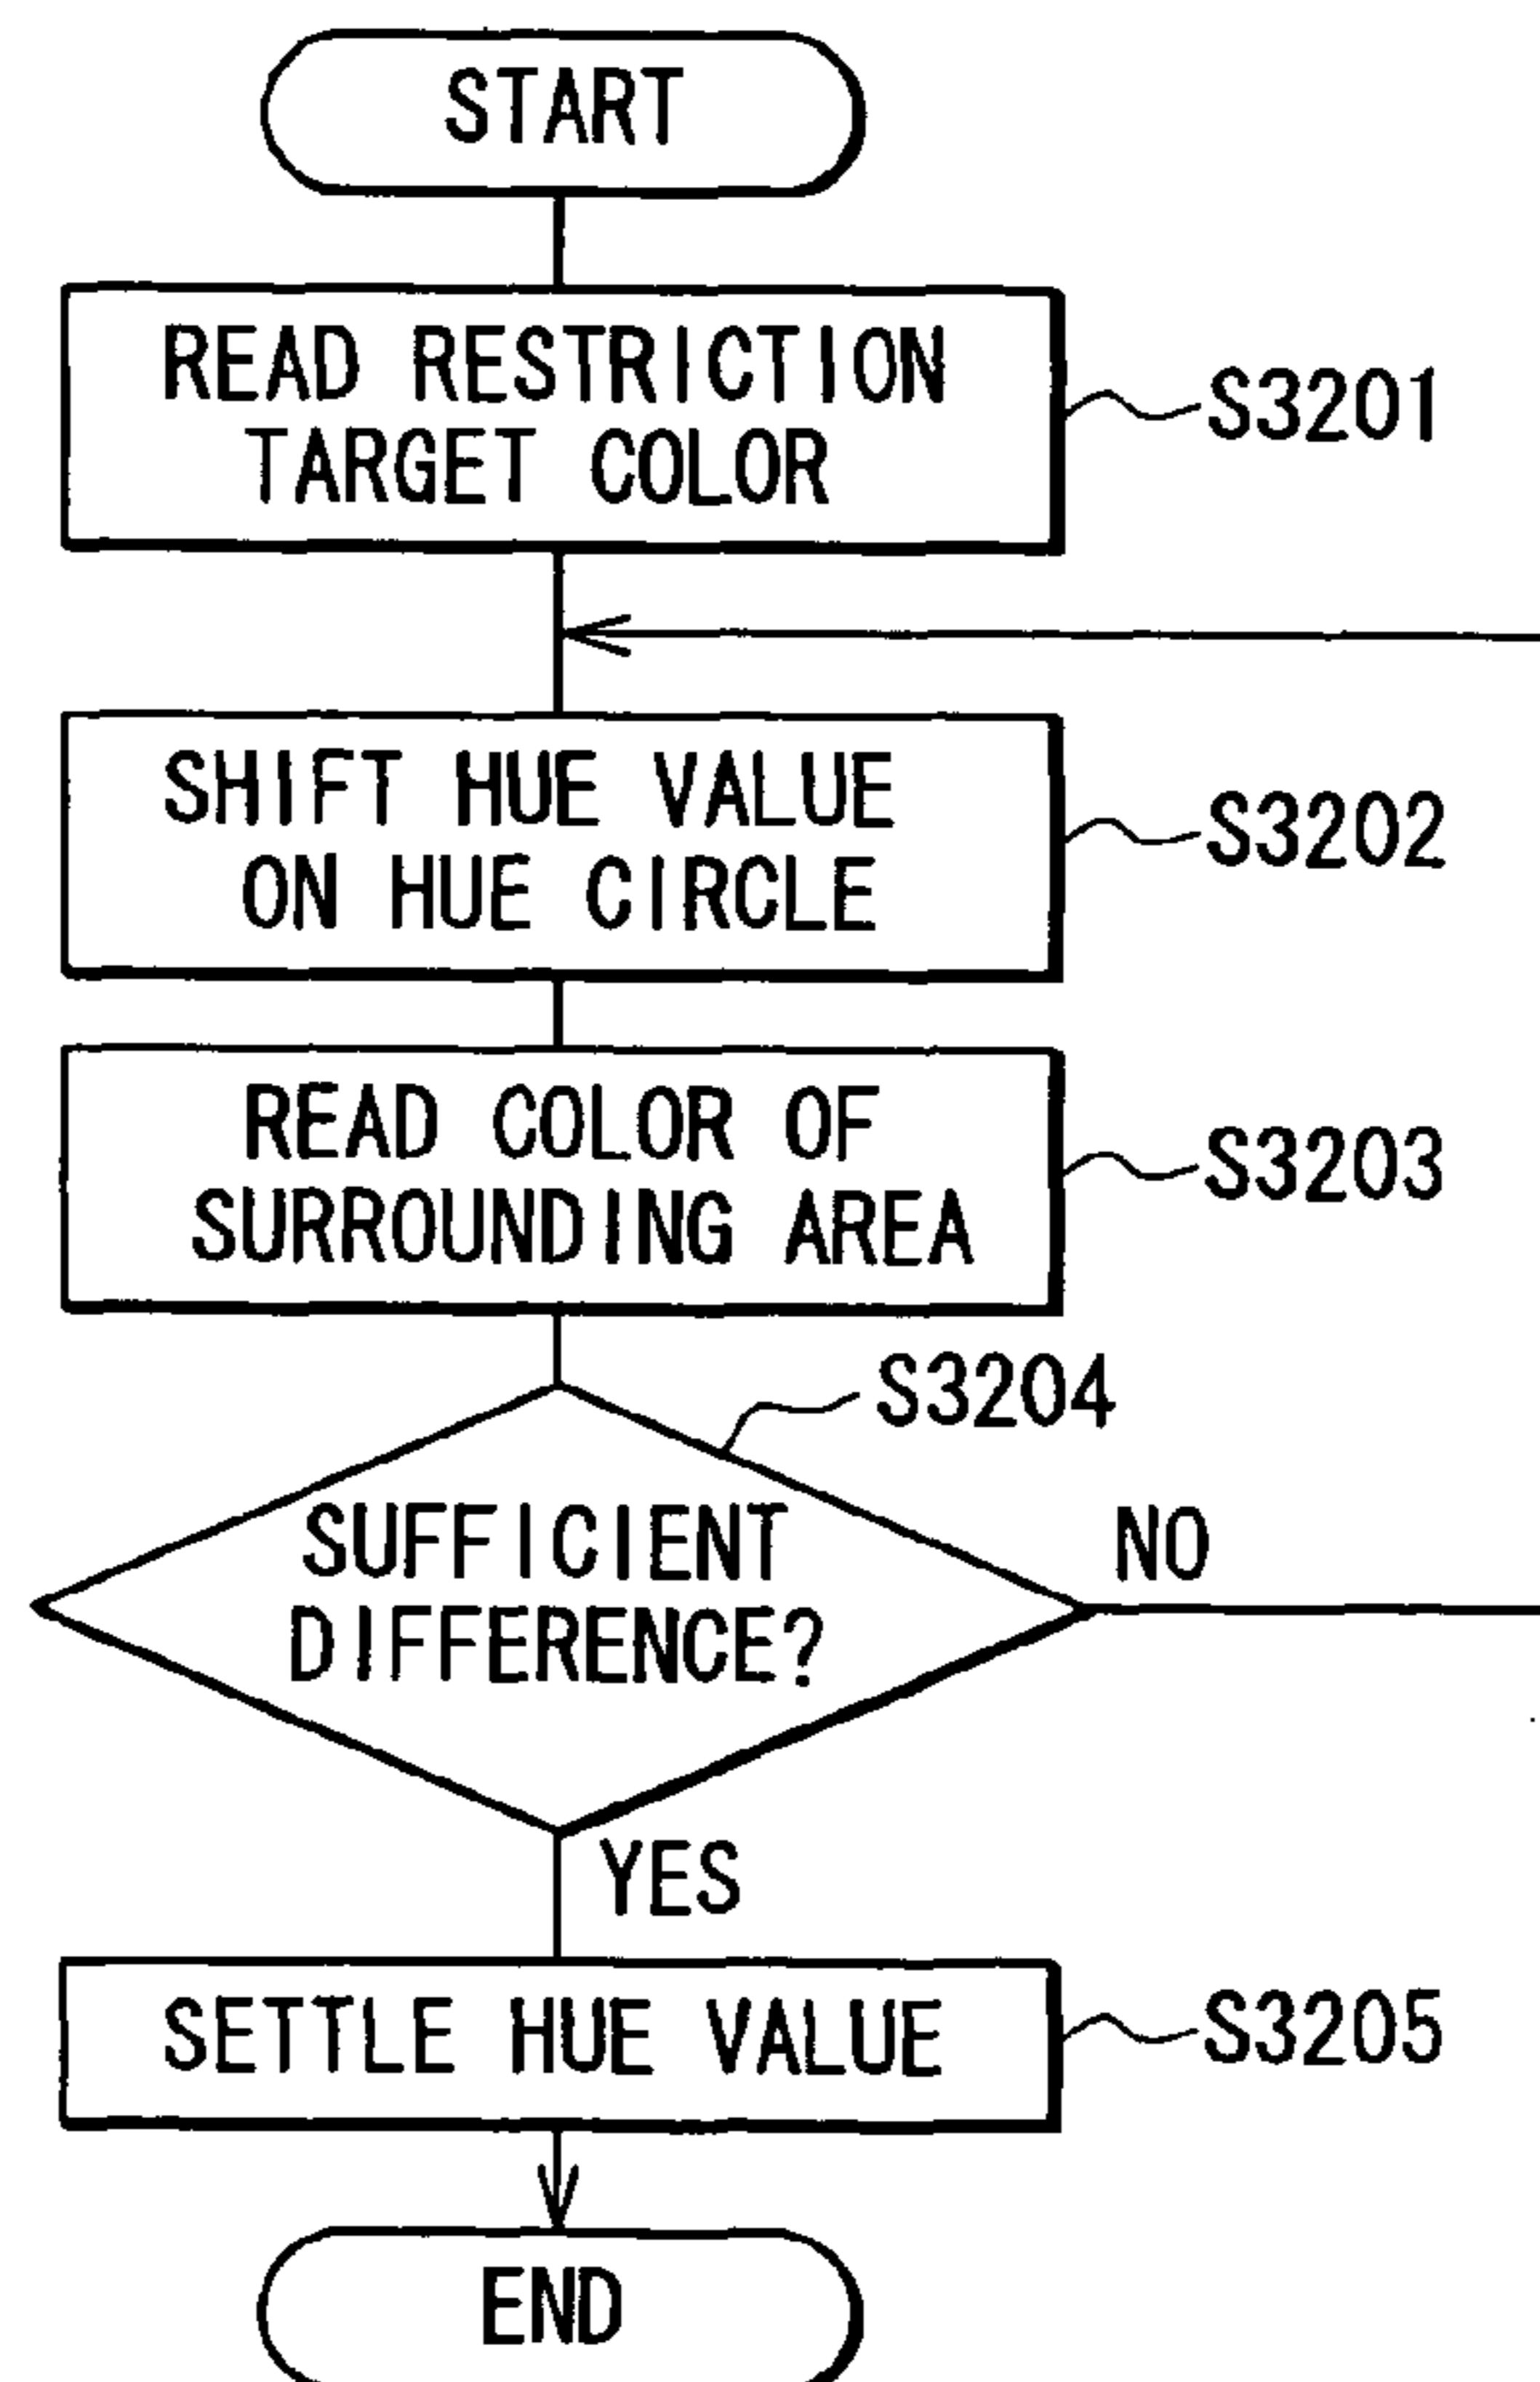 START
READ RESTRICTION
TARGET COLOR
S3201
SHIFT HUE VALUE
ON HUE CIRCLE
S3202
READ COLOR OF
SURROUNDING AREA
S3203
S3204
SUFFICIENT
DIFFERENCE?
NO
YES
SETTLE HUE VALUE
S3205
END